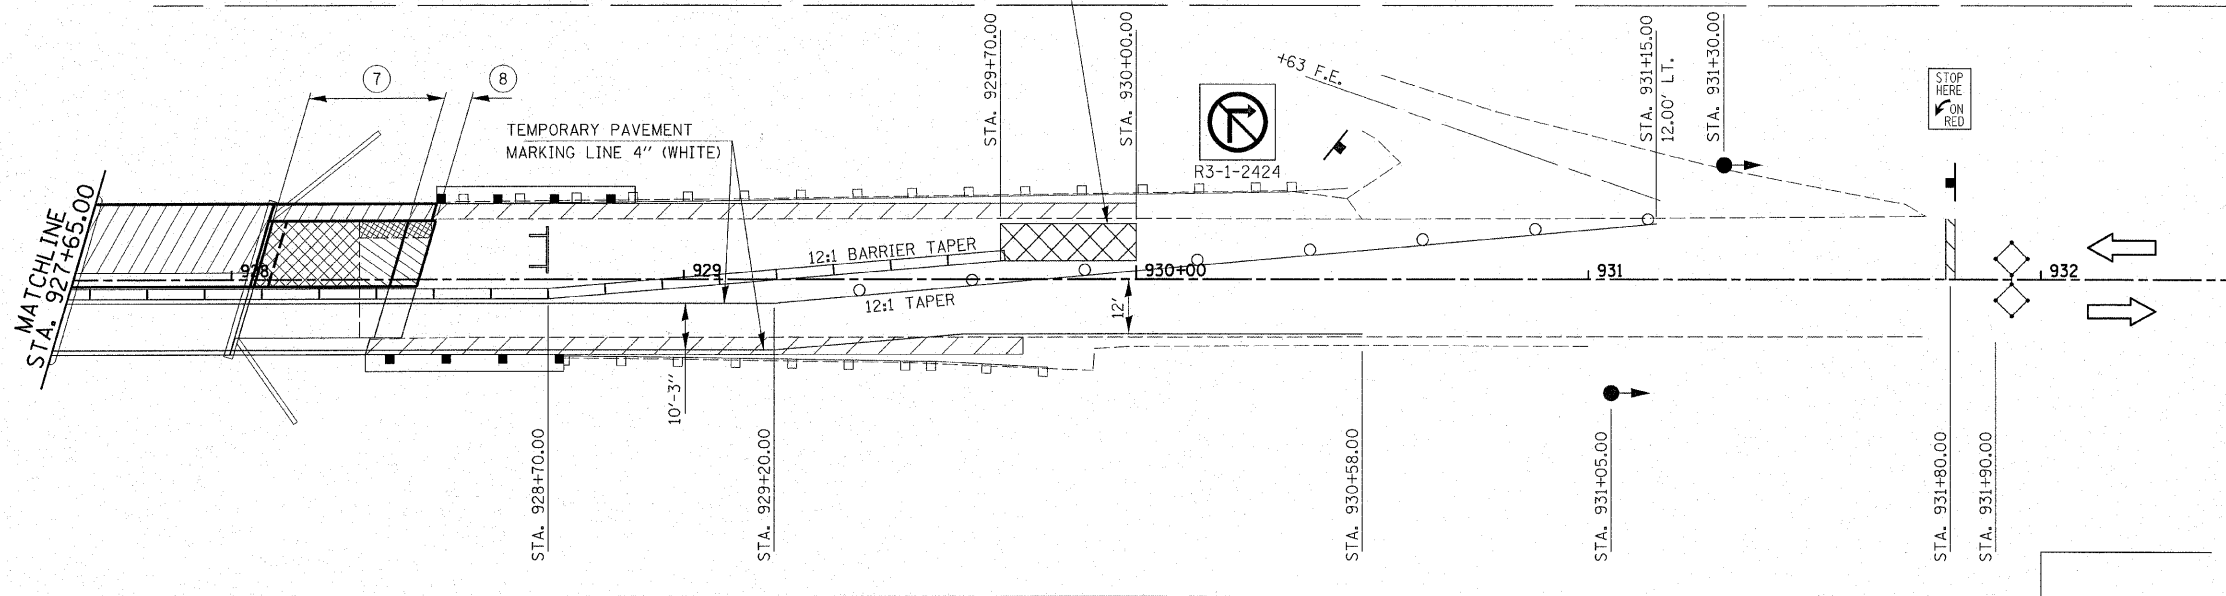 MATCHLINE
STA. 927+65.00
7
8
TEMPORARY PAVEMENT
MARKING LINE 4" (WHITE)
STA. 929+70.00
STA. 930+00.00
R3-1-2424
+63 F.E.
STA. 931+15.00
12.00' LT.
STA. 931+30.00
STOP
HERE
ON
RED
928
929
12:1 BARRIER TAPER
930+00
931
932
12:1 TAPER
12'
10'-3"
STA. 928+70.00
STA. 929+20.00
STA. 930+58.00
STA. 931+05.00
STA. 931+80.00
STA. 931+90.00